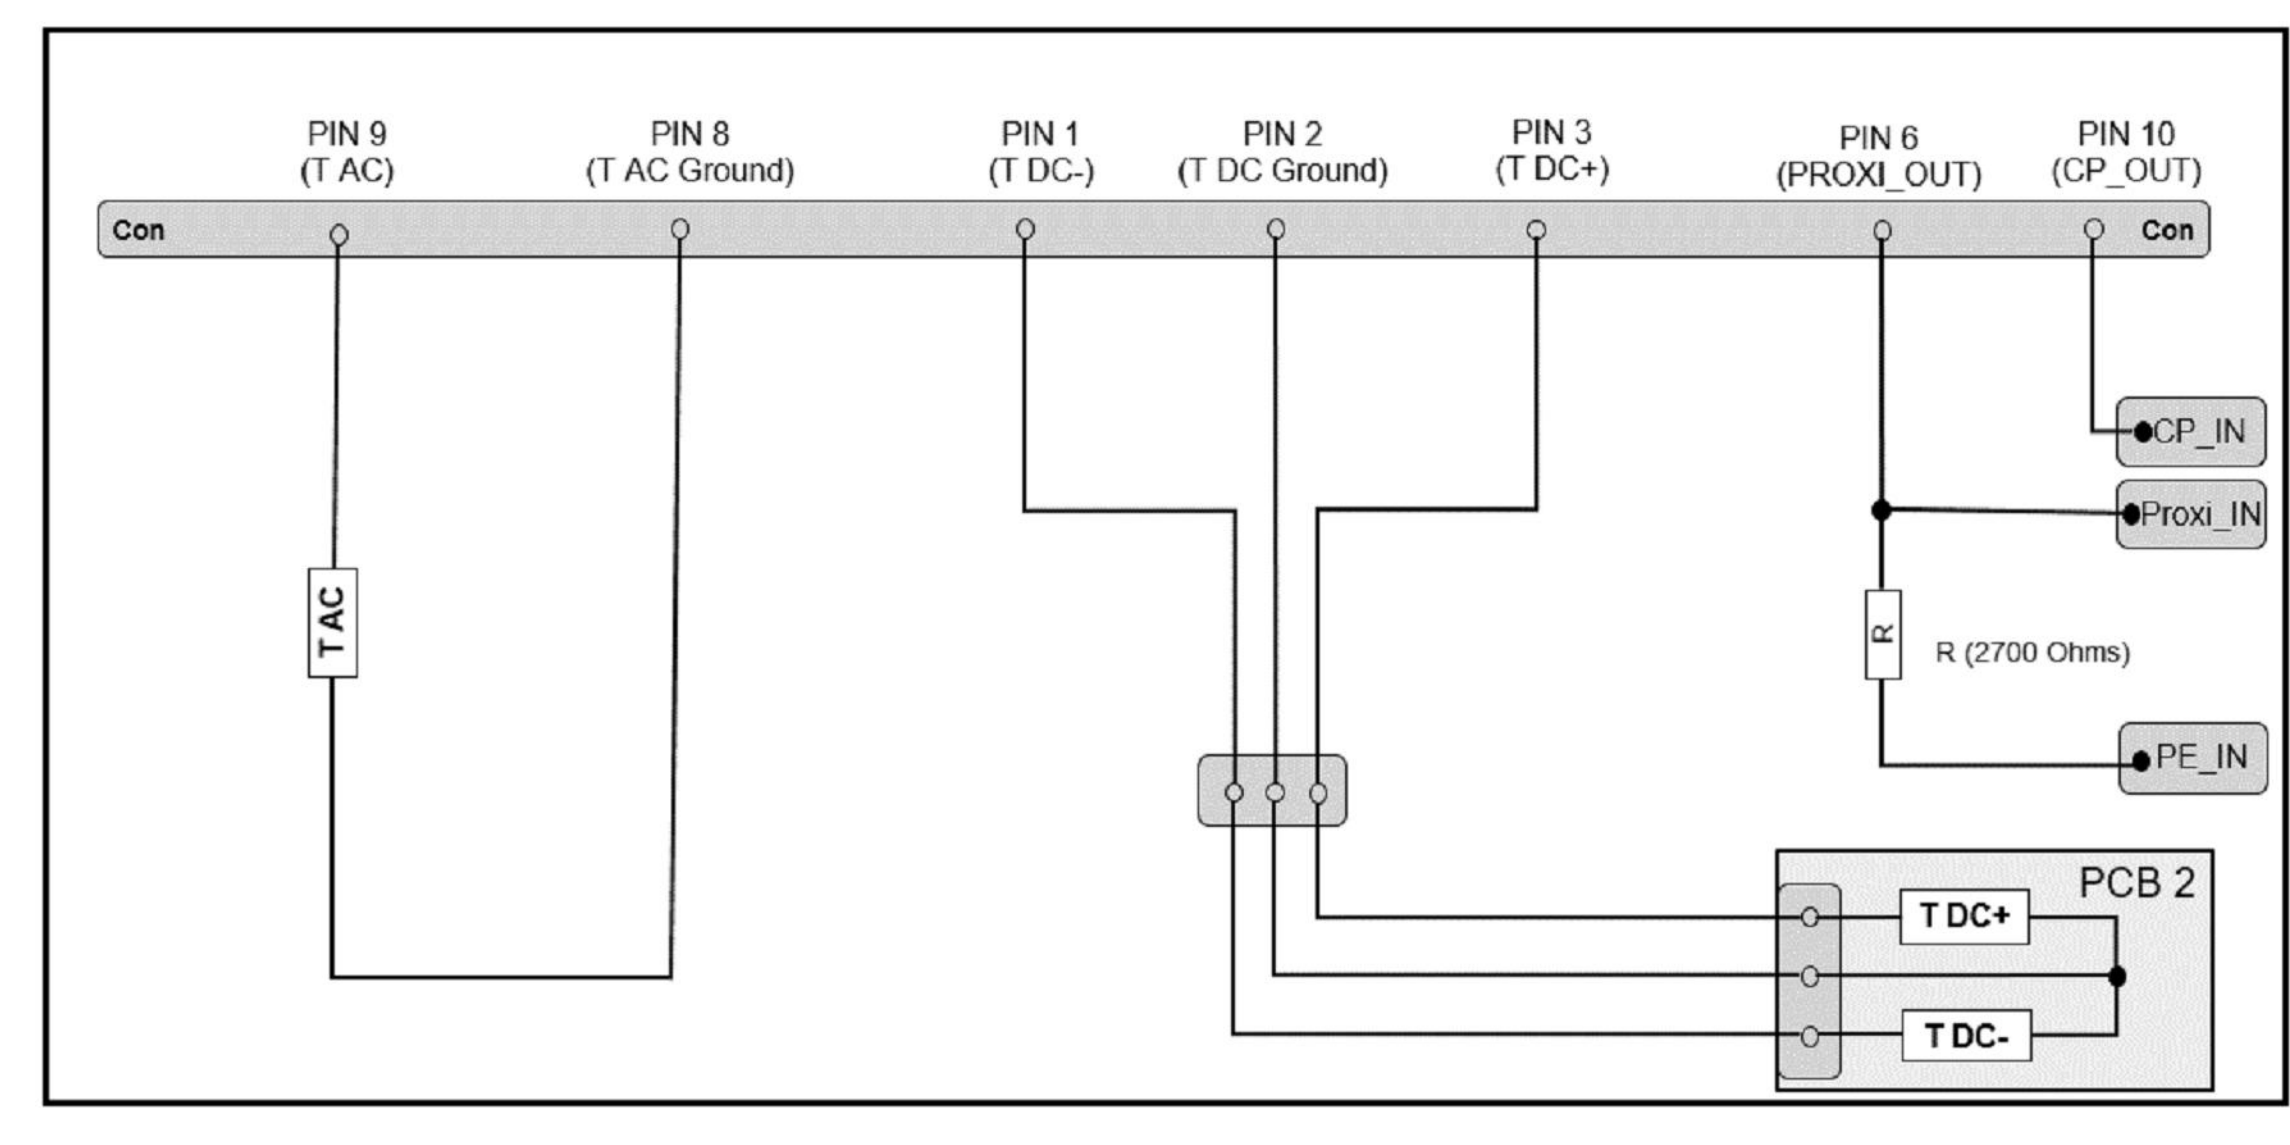 PIN 9
(T AC)
PIN 8
(T AC Ground)
PIN 1
(T DC-)
PIN 2
(T DC Ground)
PIN 3
(T DC+)
PIN 6
(PROXI_OUT)
PIN 10
(CP_OUT)
Con
Con
CP_IN
Proxi_IN
T AC
R
R (2700 Ohms)
PE_IN
PCB 2
T DC+
T DC-